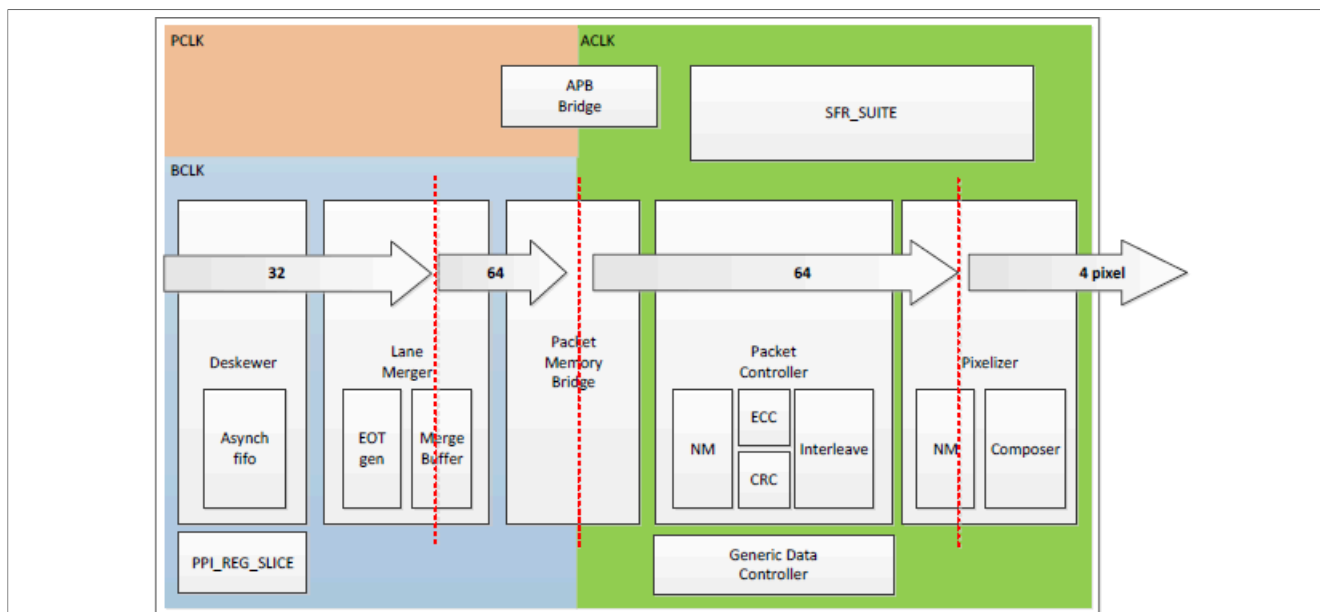 PCLK
ACLK
APB
Bridge
SFR_SUITE
BCLK
32
64
64
4 pixel
Deskewer
Lane
Merger
Packet
Memory
Bridge
Packet
Controller
Pixelizer
Asynch
fifo
EOT
gen
Merge
Buffer
NM
ECC
CRC
Interleave
NM
Composer
PPI_REG_SLICE
Generic Data
Controller